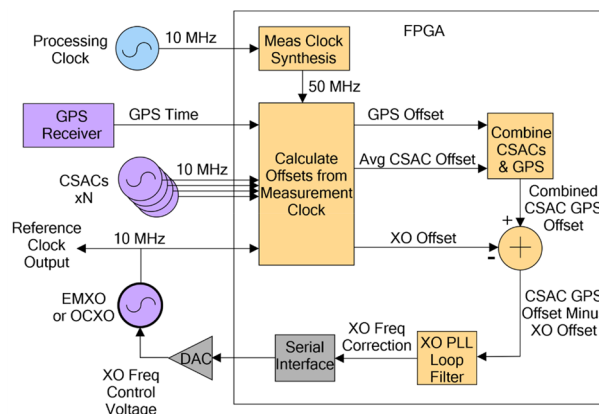 FPGA
Processing
Clock
10 MHz
Meas Clock
Synthesis
50 MHz
GPS
Receiver
GPS Time
CSACs
xN
10 MHz
Calculate
Offsets from
Measurement
Clock
GPS Offset
Avg CSAC Offset
XO Offset
Combine
CSACs
& GPS
Combined
CSAC GPS
Offset
+
-
Reference
Clock
Output
10 MHz
EMXO
or OCXO
CSAC GPS
Offset Minu
XO Offset
XO PLL
Loop
Filter
XO Freq
Correction
Serial
Interface
DAC
XO Freq
Control
Voltage